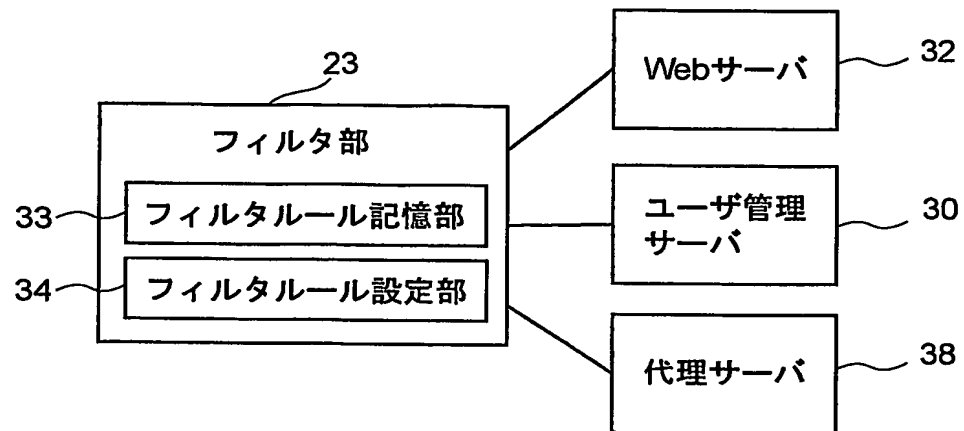 23
フィルタ部
33
フィルタルール記憶部
34
フィルタルール設定部
Webサーバ
32
ユーザ管理
サーバ
30
代理サーバ
38